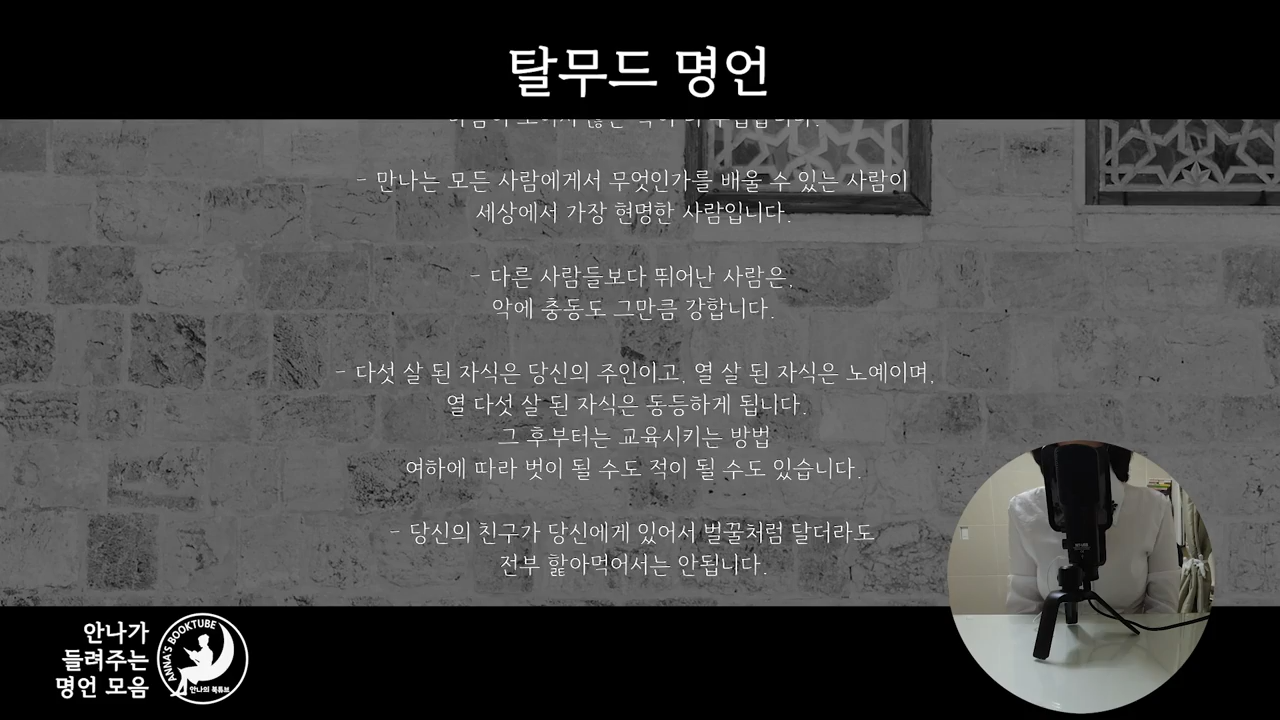 탈무드 명언
- 만나는 모든 사람에게서 무엇인가를 배울 수 있는 사람이
세상에서 가장 현명한 사람입니다.
- 다른 사람들보다 뛰어난 사람은,
악에 충동도 그만큼 강합니다.
- 다섯 살 된 자식은 당신의 주인이고, 열 살 된 자식은 노예이며,
열 다섯 살 된 자식은 동등하게 됩니다.
그 후부터는 교육시키는 방법
여하에 따라 벗이 될 수도 적이 될 수도 있습니다.
- 당신의 친구가 당신에게 있어서 벌꿀처럼 달더라도
전부 핥아먹어서는 안됩니다.
안나가
들려주는
명언 모음
ANNA'S BOOKTUBE
안나의 북튜브